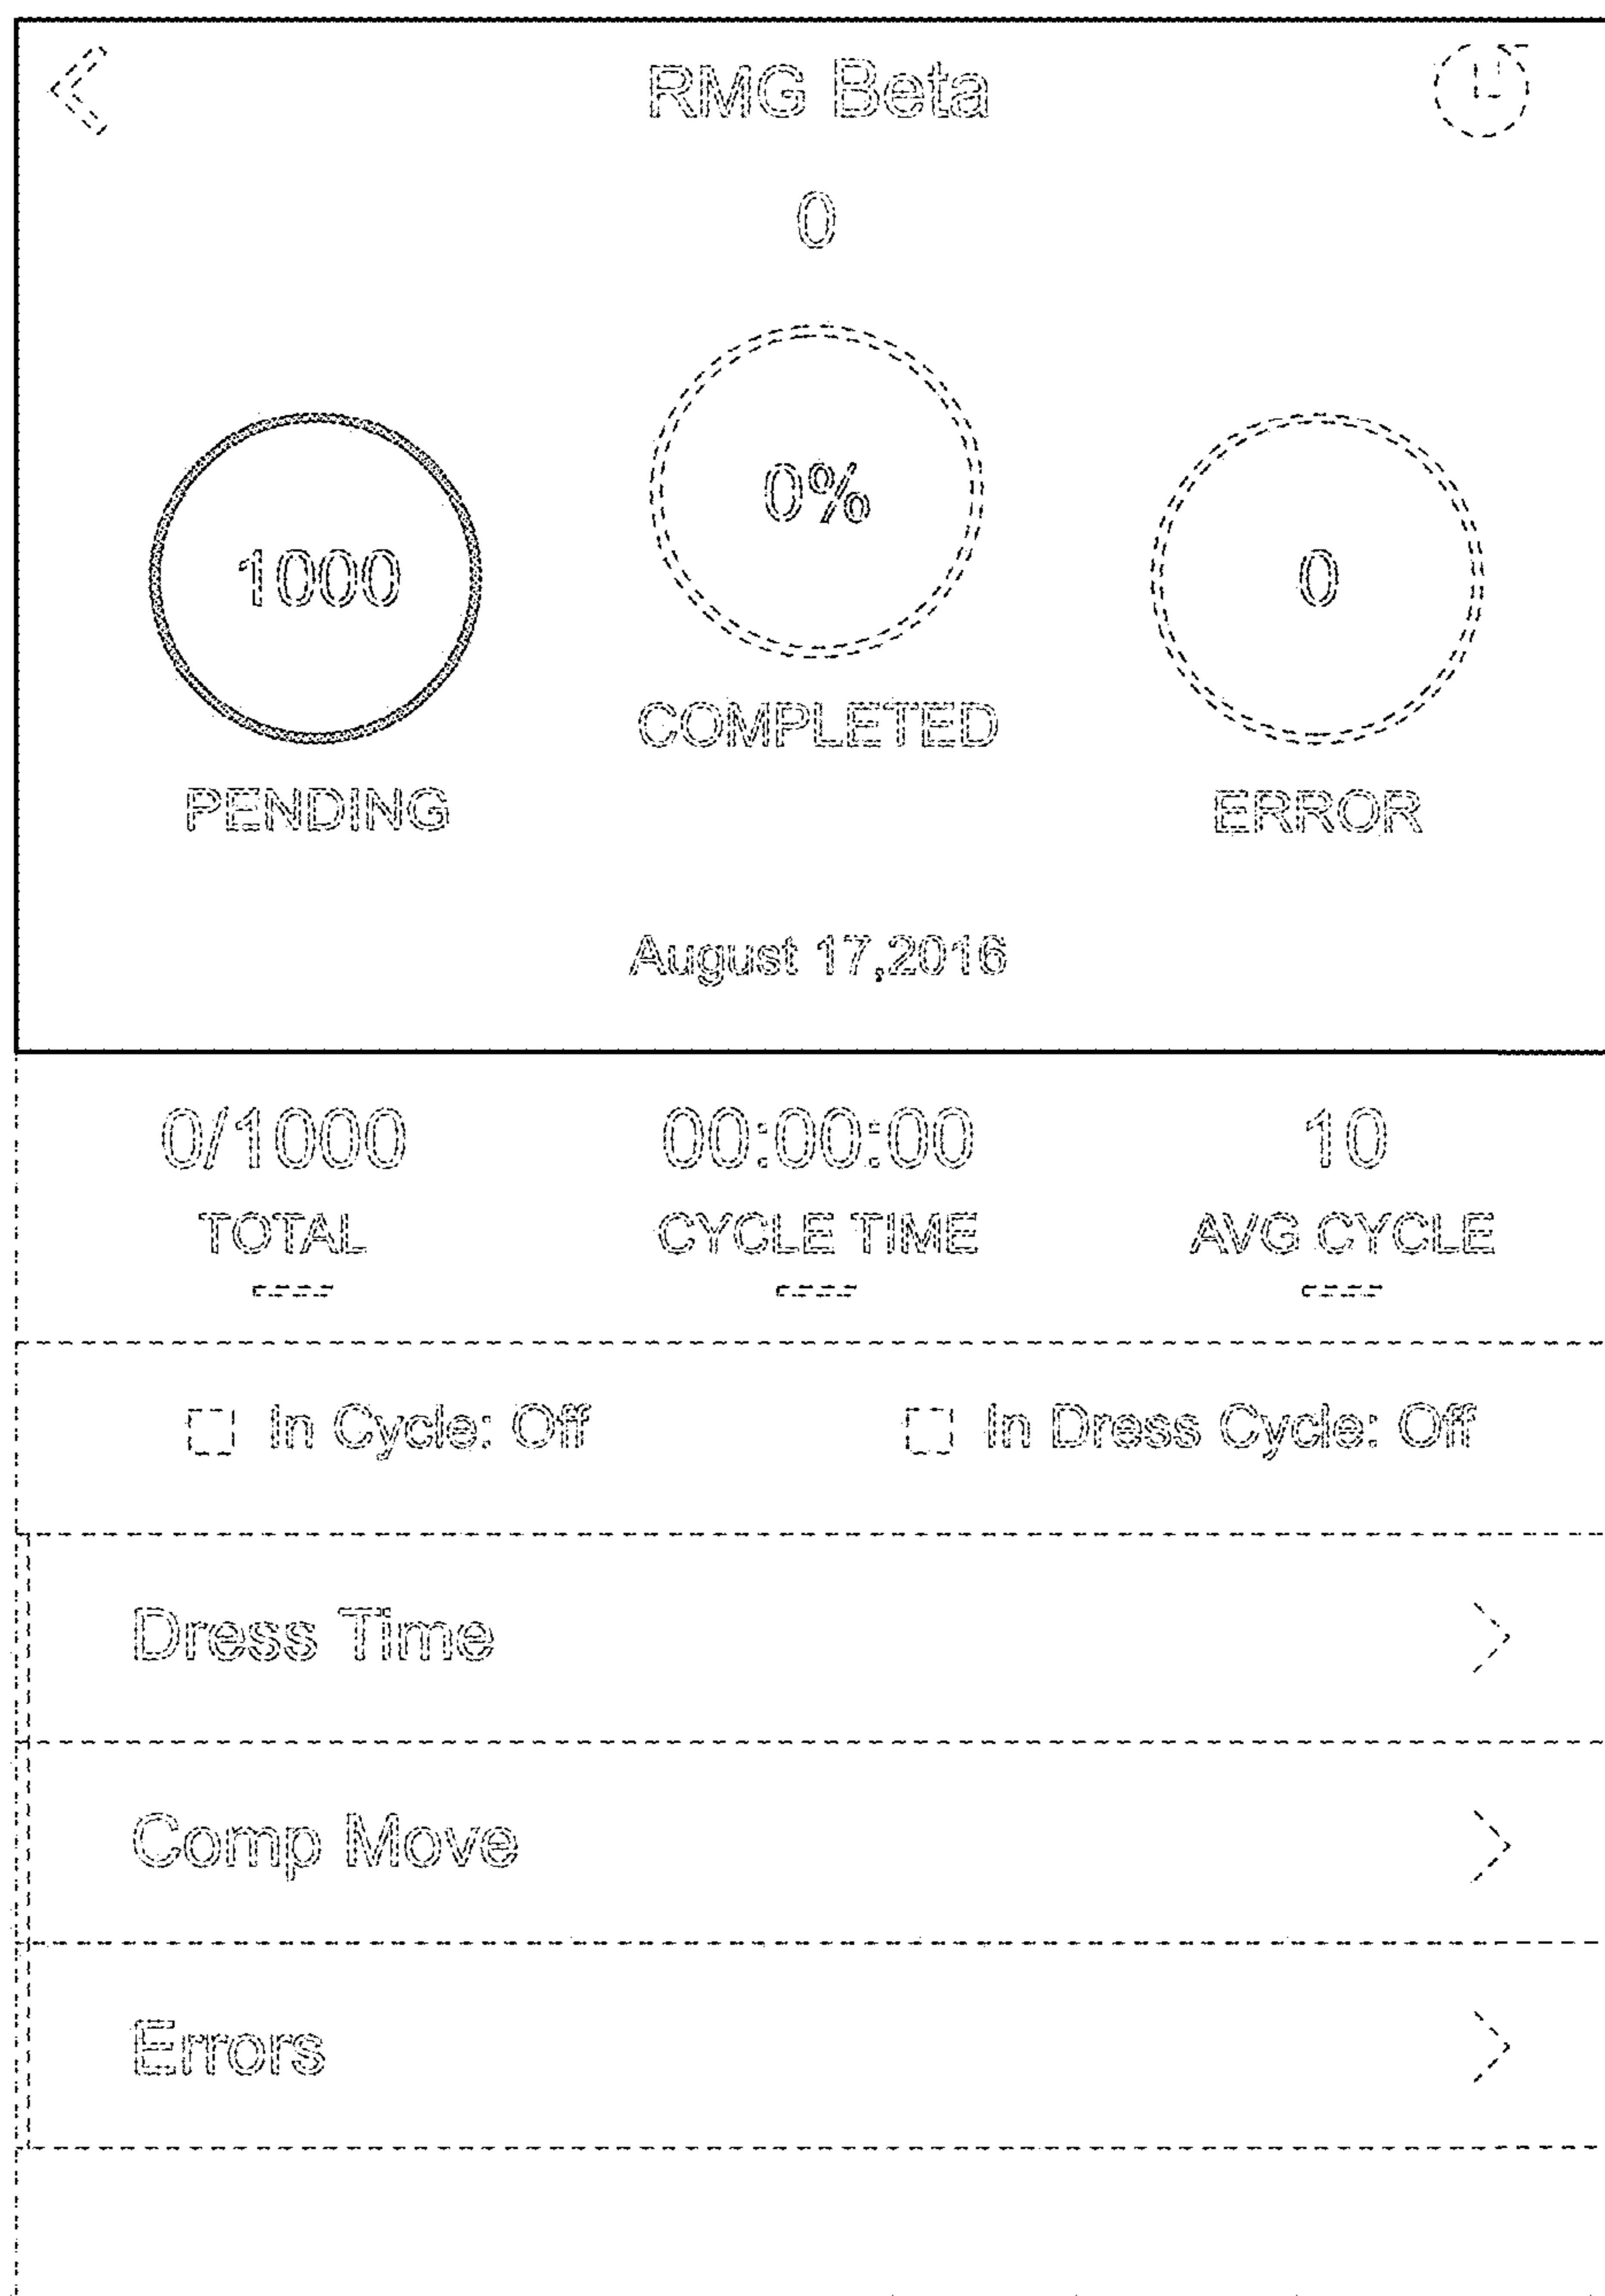 RMG Beta
0
1000
0%
0
PENDING
COMPLETED
ERROR
August 17,2016
0/1000
00:00:00
10
TOTAL
CYCLE TIME
AVG CYCLE
In Cycle: Off
In Dress Cycle: Off
Dress Time
Comp Move
Errors